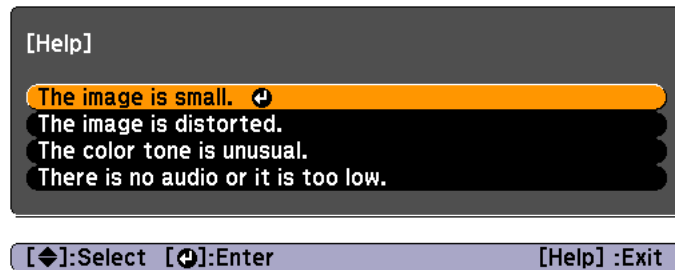 [Help]
The image is small.
The image is distorted.
The color tone is unusual.
There is no audio or it is too low.
[◆]:Select [↵]:Enter [Help] :Exit